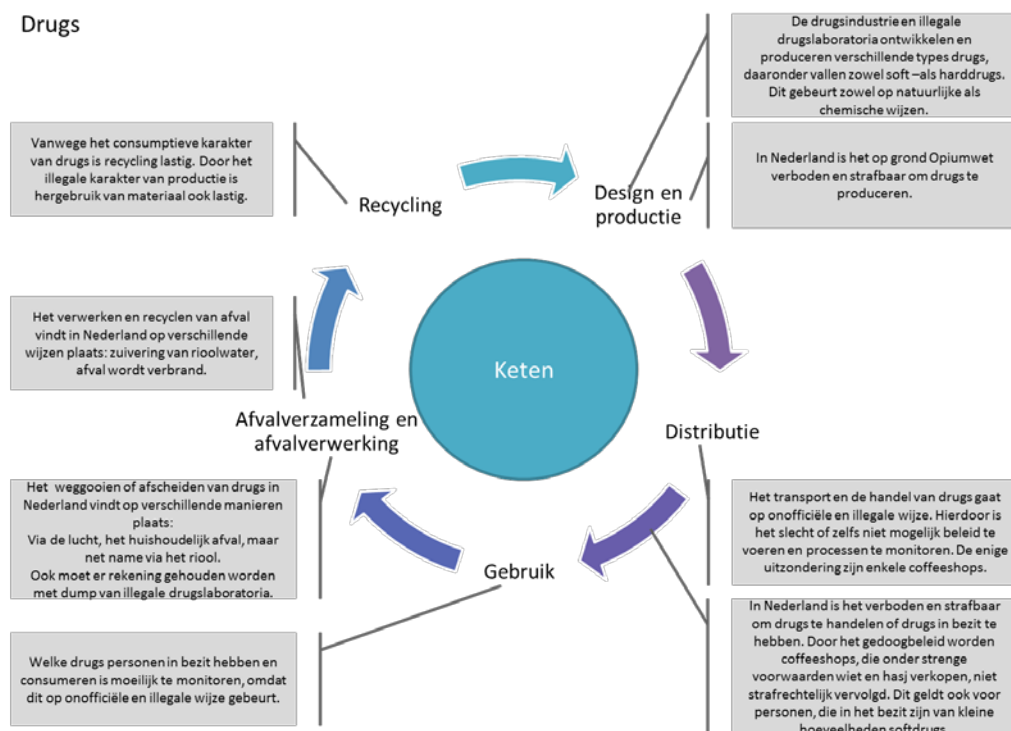 Drugs
De drugsindustrie en illegale
drugslaboratoria ontwikkelen en
produceren verschillende types drugs,
daaronder vallen zowel soft –als harddrugs.
Dit gebeurt zowel op natuurlijke als
chemische wijzen.
Vanwege het consumptieve karakter
van drugs is recycling lastig. Door het
illegale karakter van productie is
hergebruik van materiaal ook lastig.
In Nederland is het op grond Opiumwet
verboden en strafbaar om drugs te
produceren.
Recycling
Design en
productie
Het verwerken en recyclen van afval
vindt in Nederland op verschillende
wijzen plaats: zuivering van rioolwater,
afval wordt verbrand.
Keten
Afvalverzameling en
afvalverwerking
Distributie
Het weggooien of afscheiden van drugs in
Nederland vindt op verschillende manieren
plaats:
Via de lucht, het huishoudelijk afval, maar
net name via het riool.
Ook moet er rekening gehouden worden
met dump van illegale drugslaboratoria.
Het transport en de handel van drugs gaat
op onofficiële en illegale wijze. Hierdoor is
het slecht of zelfs niet mogelijk beleid te
voeren en processen te monitoren. De enige
uitzondering zijn enkele coffeeshops.
Gebruik
Welke drugs personen in bezit hebben en
consumeren is moeilijk te monitoren, omdat
dit op onofficiële en illegale wijze gebeurt.
In Nederland is het verboden en strafbaar
om drugs te handelen of drugs in bezit te
hebben. Door het gedoogbeleid worden
coffeeshops, die onder strenge
voorwaarden wiet en hasj verkopen, niet
strafrechtelijk vervolgd. Dit geldt ook voor
personen, die in het bezit zijn van kleine
hoeveelheden softdrugs